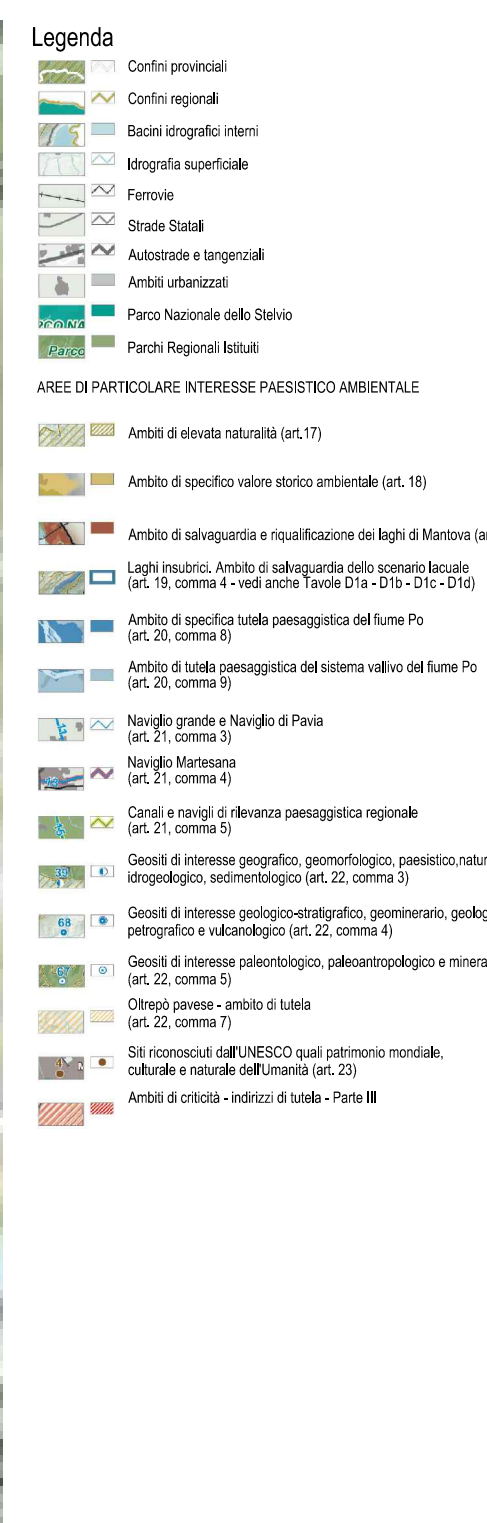 Legenda
Confini provinciali
Confini regionali
Bacini idrografici interni
Idrografia superficiale
Ferrovie
Strade Statali
Autostrade e tangenziali
Ambiti urbanizzati
Parco Nazionale dello Stelvio
Parco
Parchi Regionali Istituiti
AREE DI PARTICOLARE INTERESSE PAESISTICO AMBIENTALE
Ambiti di elevata naturalità (art.17)
Ambito di specifico valore storico ambientale (art. 18)
Ambito di salvaguardia e riqualificazione dei laghi di Mantova
Laghi insubrici. Ambito di salvaguardia dello scenario lacuale
(art. 19, comma 4 - vedi anche Tavole D1a - D1b - D1c - D1d)
Ambito di specifica tutela paesaggistica del fiume Po
(art. 20, comma 8)
Ambito di tutela paesaggistica del sistema vallivo del fiume Po
(art. 20, comma 9)
Naviglio grande e Naviglio di Pavia
(art. 21, comma 3)
Naviglio Martesana
(art. 21, comma 4)
Canali e navigli di rilevanza paesaggistica regionale
(art. 21, comma 5)
39
Geositi di interesse geografico, geomorfologico, paesistico,natur
idrogeologico, sedimentologico (art. 22, comma 3)
68
Geositi di interesse geologico-stratigrafico, geominerario, geolog
petrografico e vulcanologico (art. 22, comma 4)
67
Geositi di interesse paleontologico, paleoantropologico e minera
(art. 22, comma 5)
Oltrepò pavese - ambito di tutela
(art. 22, comma 7)
4
Siti riconosciuti dall'UNESCO quali patrimonio mondiale,
culturale e naturale dell'Umanità (art. 23)
Ambiti di criticità - indirizzi di tutela - Parte III